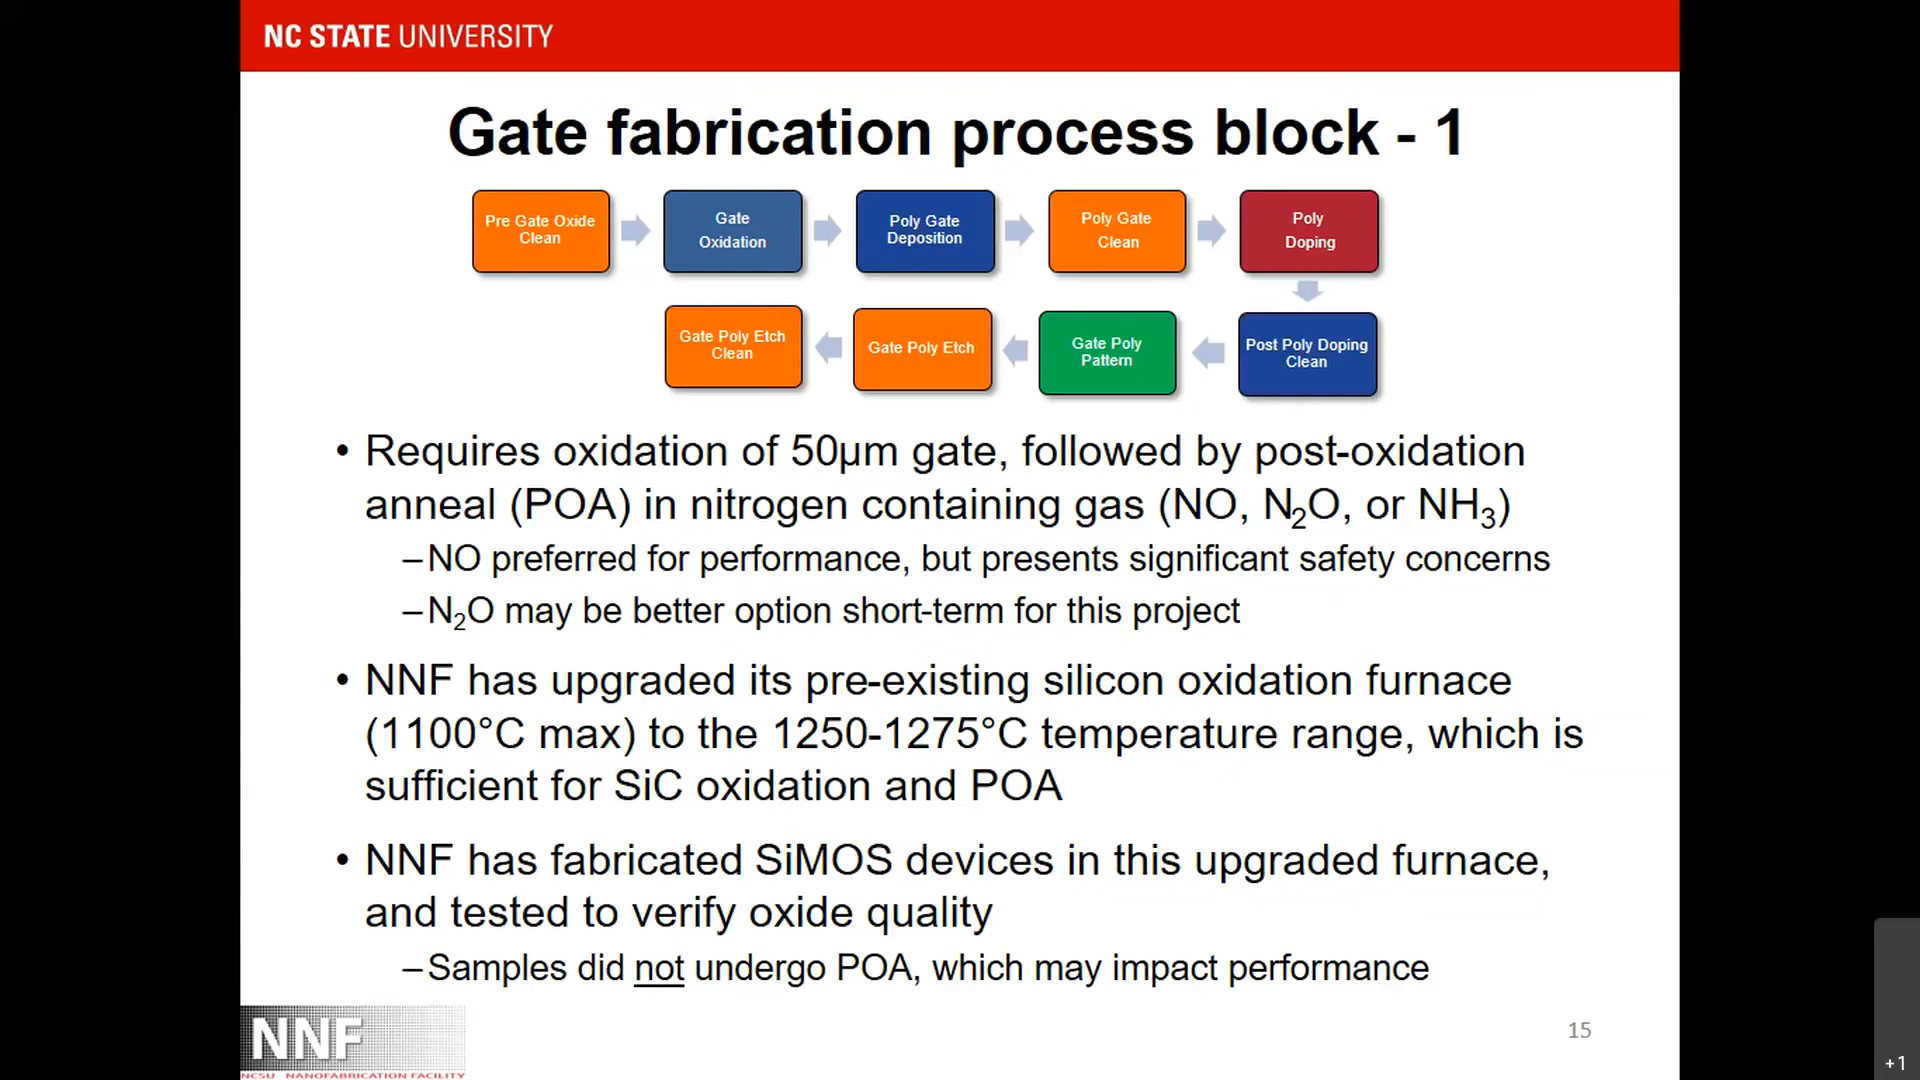 NC STATE UNIVERSITY
Gate fabrication process block - 1
Pre Gate Oxide
Clean
Gate
Oxidation
Poly Gate
Deposition
Poly Gate
Clean
Poly
Doping
Post Poly Doping
Clean
Gate Poly
Pattern
Gate Poly Etch
Gate Poly Etch
Clean
• Requires oxidation of 50µm gate, followed by post-oxidation
anneal (POA) in nitrogen containing gas (NO, N₂O, or NH₃)
–NO preferred for performance, but presents significant safety concerns
–N₂O may be better option short-term for this project
• NNF has upgraded its pre-existing silicon oxidation furnace
(1100°C max) to the 1250-1275°C temperature range, which is
sufficient for SiC oxidation and POA
• NNF has fabricated SiMOS devices in this upgraded furnace,
and tested to verify oxide quality
–Samples did not undergo POA, which may impact performance
NNF
NCSU NANOFABRICATION FACILITY
15
+1